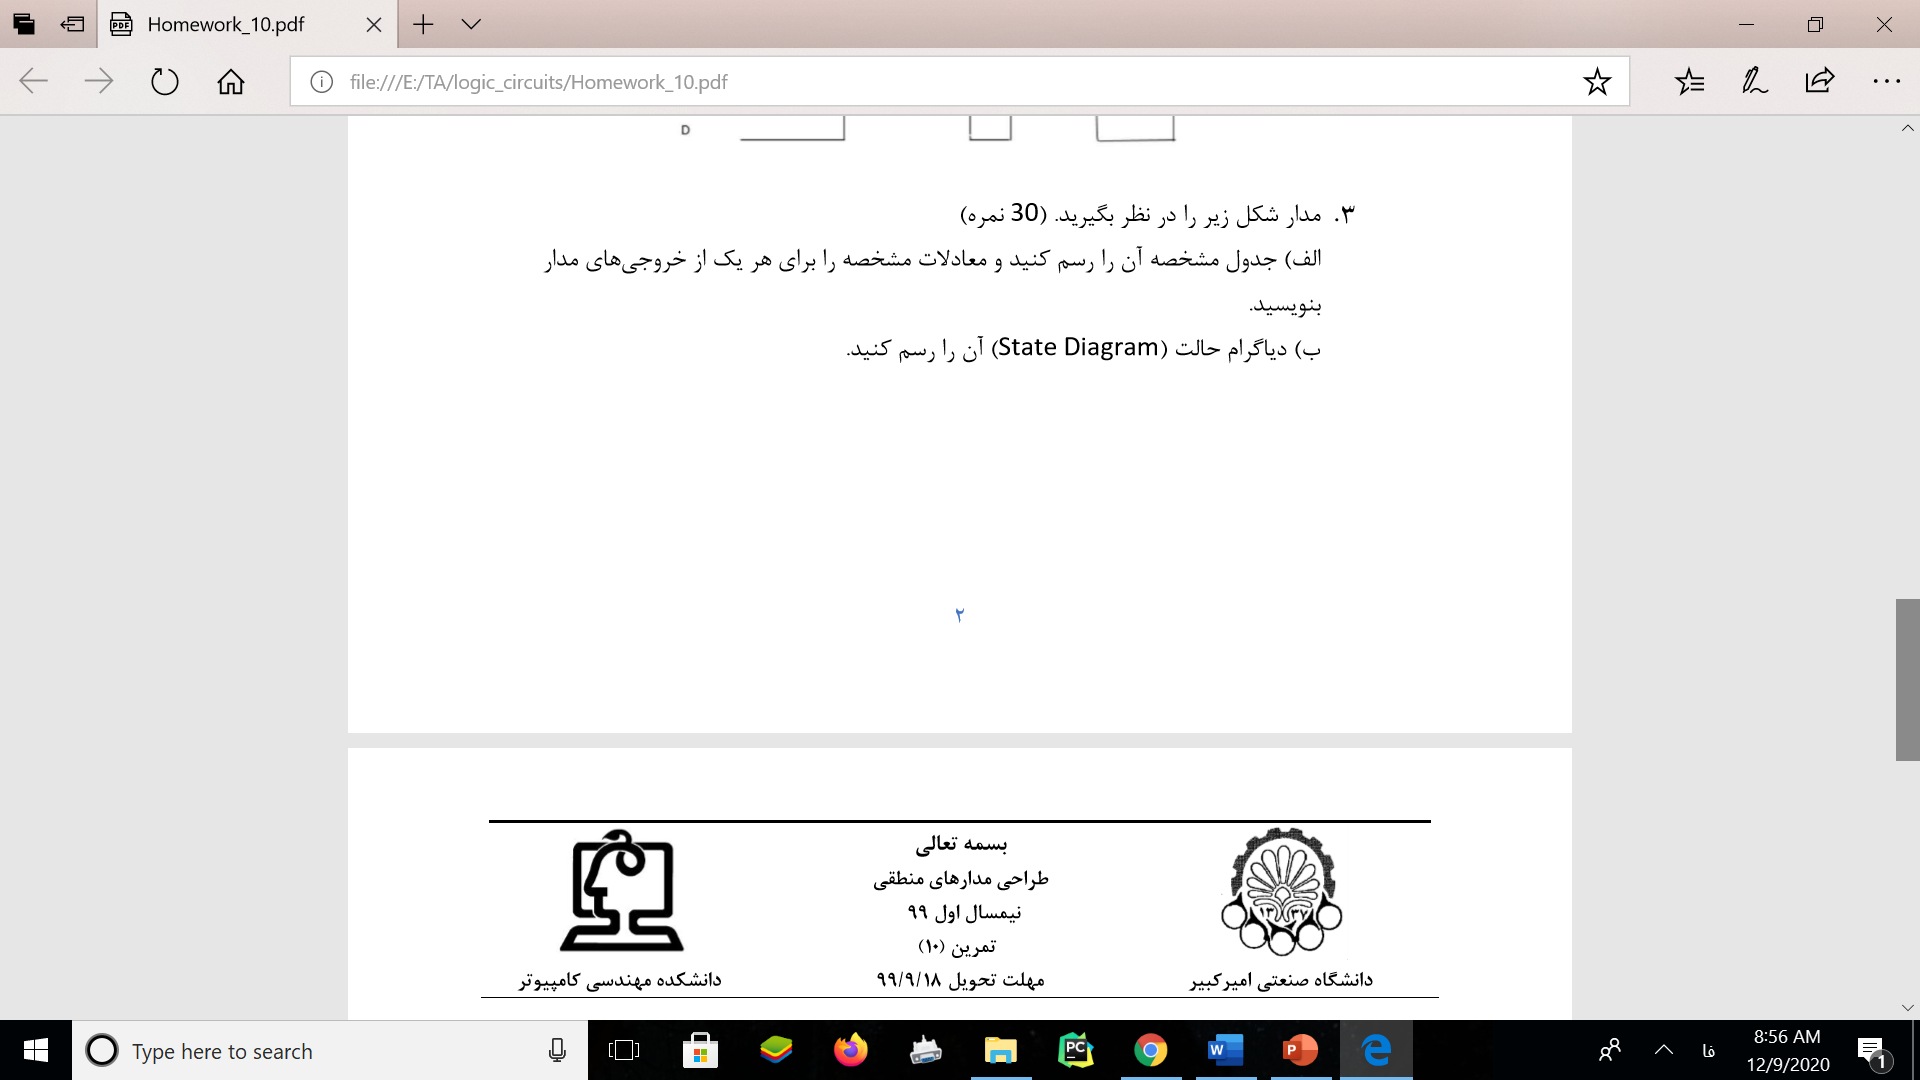 Homework_10.pdf
file:///E:/TA/logic_circuits/Homework_10.pdf
D
۳. مدار شکل زیر را در نظر بگیرید. (30 نمره)
الف) جدول مشخصه آن را رسم کنید و معادلات مشخصه را برای هر یک از خروجی‌های مدار
بنویسید.
ب) دیاگرام حالت (State Diagram) آن را رسم کنید.
۲
بسمه تعالی
طراحی مدارهای منطقی
نیمسال اول ۹۹
تمرین (۱۰)
دانشگاه صنعتی امیرکبیر
مهلت تحویل ۹۹/۹/۱۸
دانشکده مهندسی کامپیوتر
۱۳۳۷
Type here to search
فا
8:56 AM
12/9/2020
1